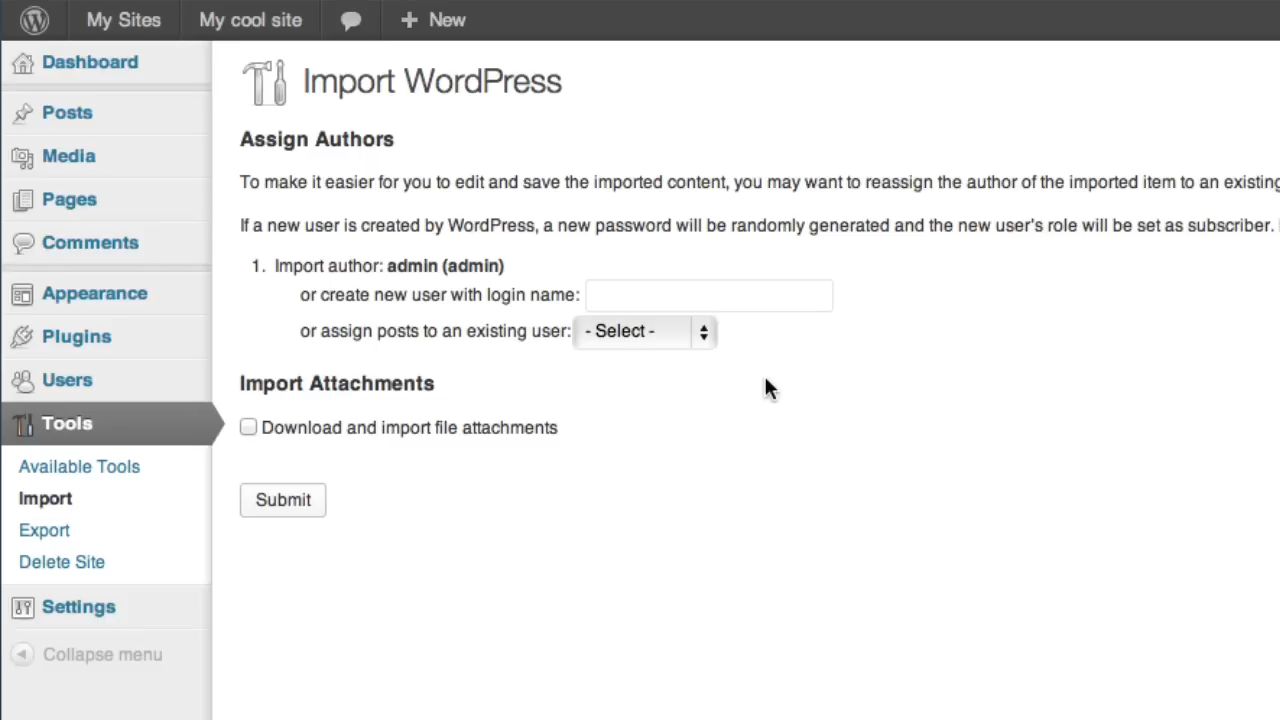 My Sites
My cool site
New
Dashboard
Posts
Media
Pages
Comments
Appearance
Plugins
Users
Tools
Available Tools
Import
Export
Delete Site
Settings
Collapse menu
Import WordPress
Assign Authors
To make it easier for you to edit and save the imported content, you may want to reassign the author of the imported item to an existing
If a new user is created by WordPress, a new password will be randomly generated and the new user's role will be set as subscriber.
1. Import author: admin (admin)
or create new user with login name:
or assign posts to an existing user: - Select -
Import Attachments
Download and import file attachments
Submit